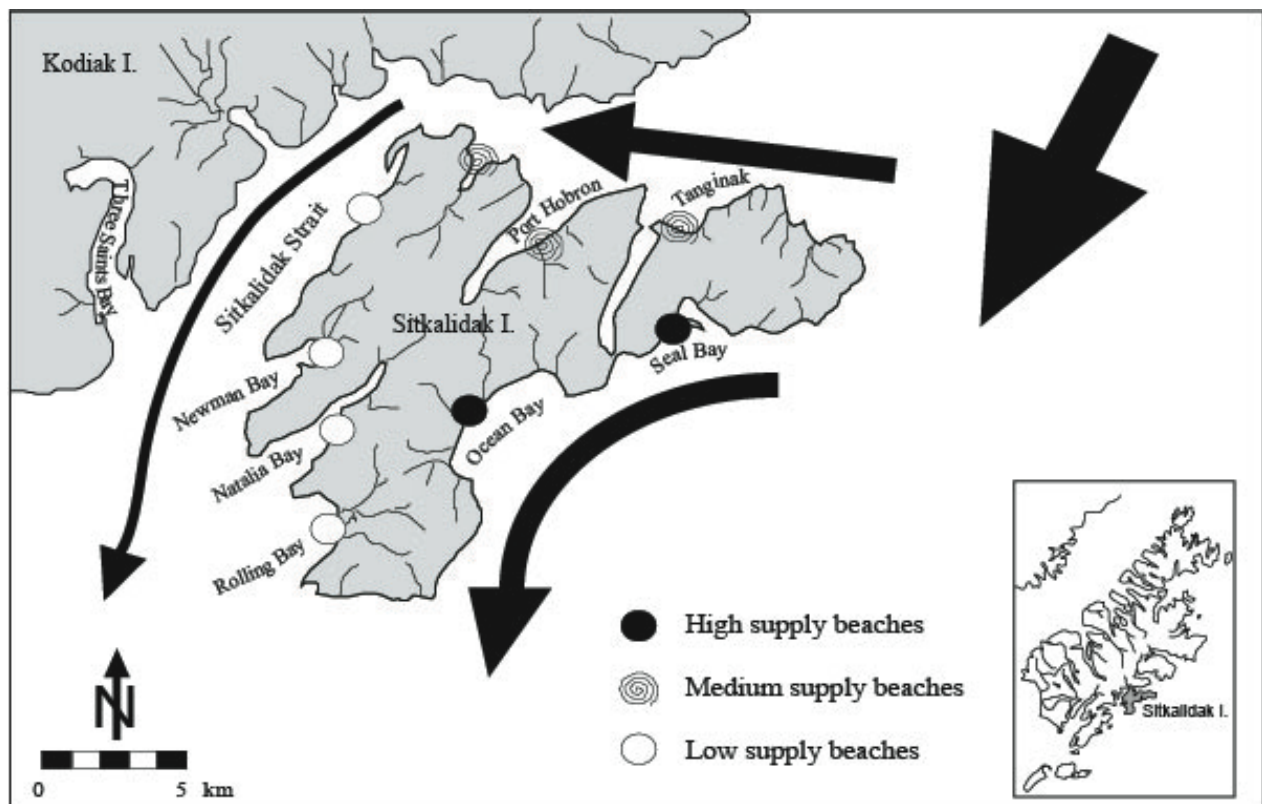 Kodiak I.
Three Saints Bay
Sitkalidak Strait
Port Hobron
Tanginak
Sitkalidak I.
Seal Bay
Newman Bay
Ocean Bay
Natalia Bay
Rolling Bay
High supply beaches
Medium supply beaches
Low supply beaches
N
0 5 km
Sitkalidak I.